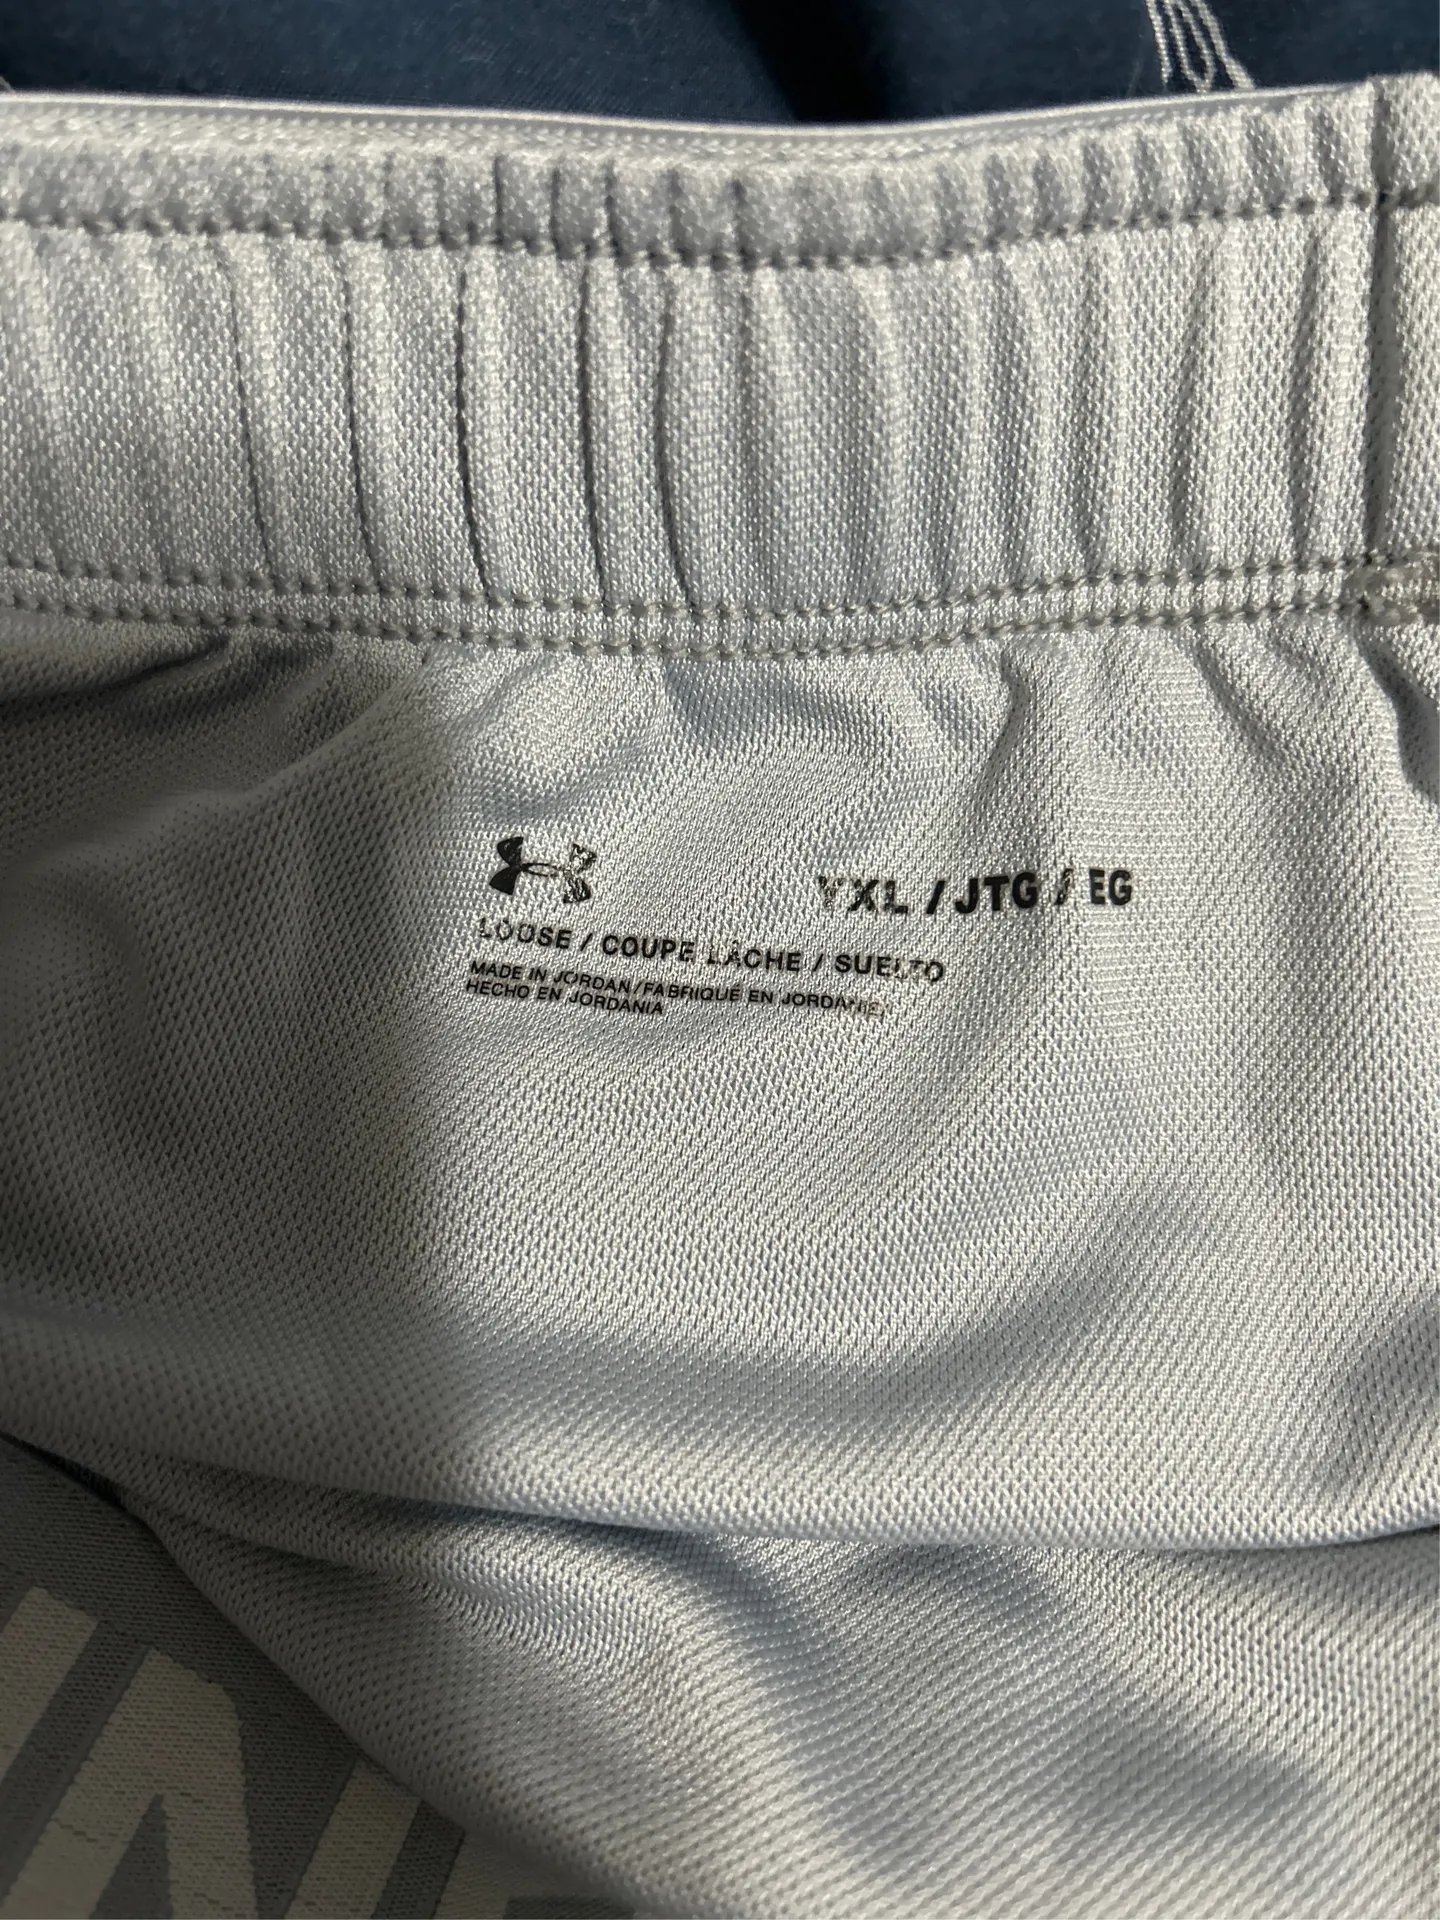 YXL / JTG / EG
LOOSE / COUPE LÂCHE / SUELTO
MADE IN JORDAN/FABRIQUÉ EN JORDANIE/
HECHO EN JORDANIA